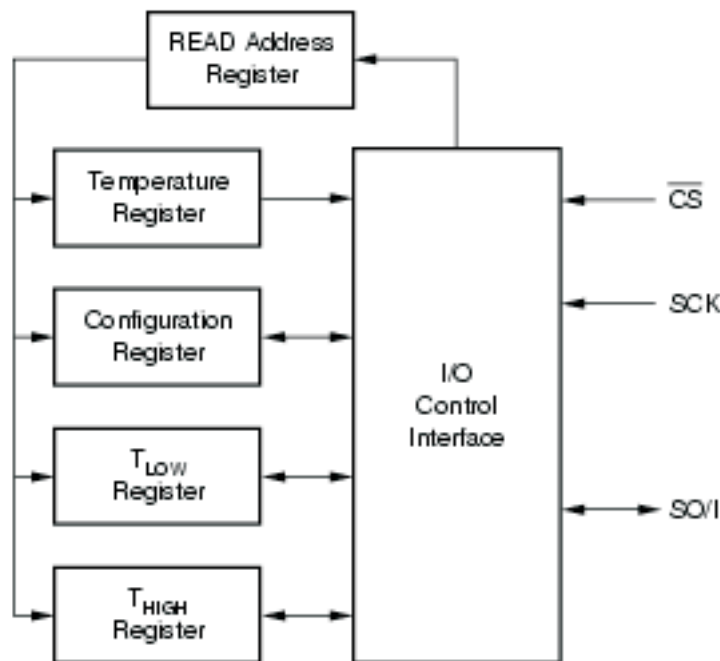 READ Address
Register
Temperature
Register
CS
Configuration
Register
SCK
I/O
Control
Interface
TLOW
Register
SO/I
THIGH
Register